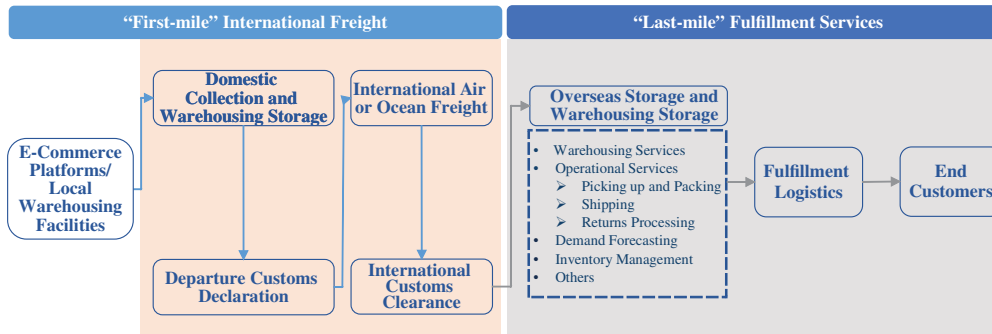 “First-mile” International Freight
“Last-mile” Fulfillment Services
E-Commerce
Platforms/
Local
Warehousing
Facilities
Domestic
Collection and
Warehousing Storage
Departure Customs
Declaration
International Air
or Ocean Freight
International
Customs
Clearance
Overseas Storage and
Warehousing Storage
• Warehousing Services
• Operational Services
➢ Picking up and Packing
➢ Shipping
➢ Returns Processing
• Demand Forecasting
• Inventory Management
• Others
Fulfillment
Logistics
End
Customers